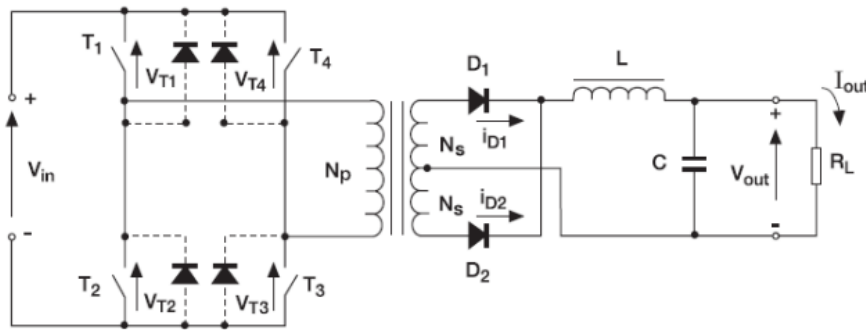 T1
VT1
VT4
T4
D1
L
Iout
+
iD1
+
Vin
Np
Ns
C
Vout
RL
Ns
iD2
-
-
D2
T2
VT2
VT3
T3